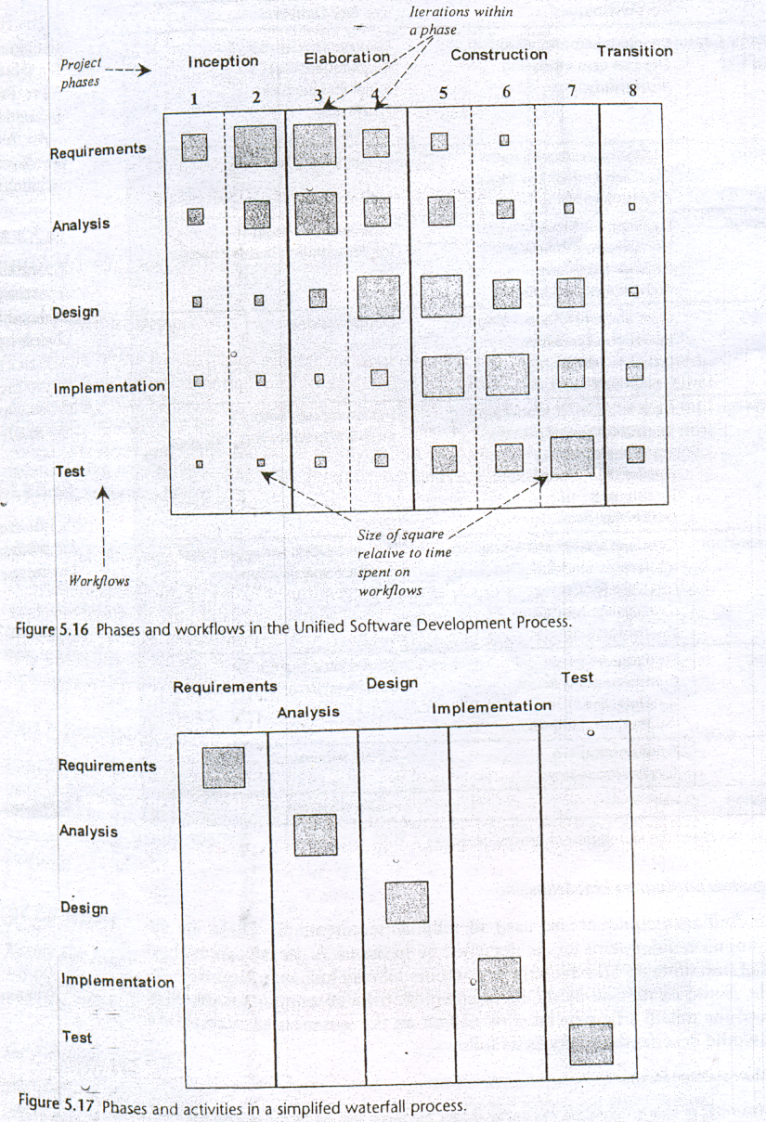 Iterations within
a phase
Project
phases
Inception
Elaboration
Construction
Transition
1 2 3 4 5 6 7 8
Requirements
Analysis
Design
Implementation
Test
Size of square
relative to time
spent on
workflows
Workflows
Figure 5.16 Phases and workflows in the Unified Software Development Process.
Requirements
Design
Test
Analysis
Implementation
Requirements
Analysis
Design
Implementation
Test
Figure 5.17 Phases and activities in a simplifed waterfall process.